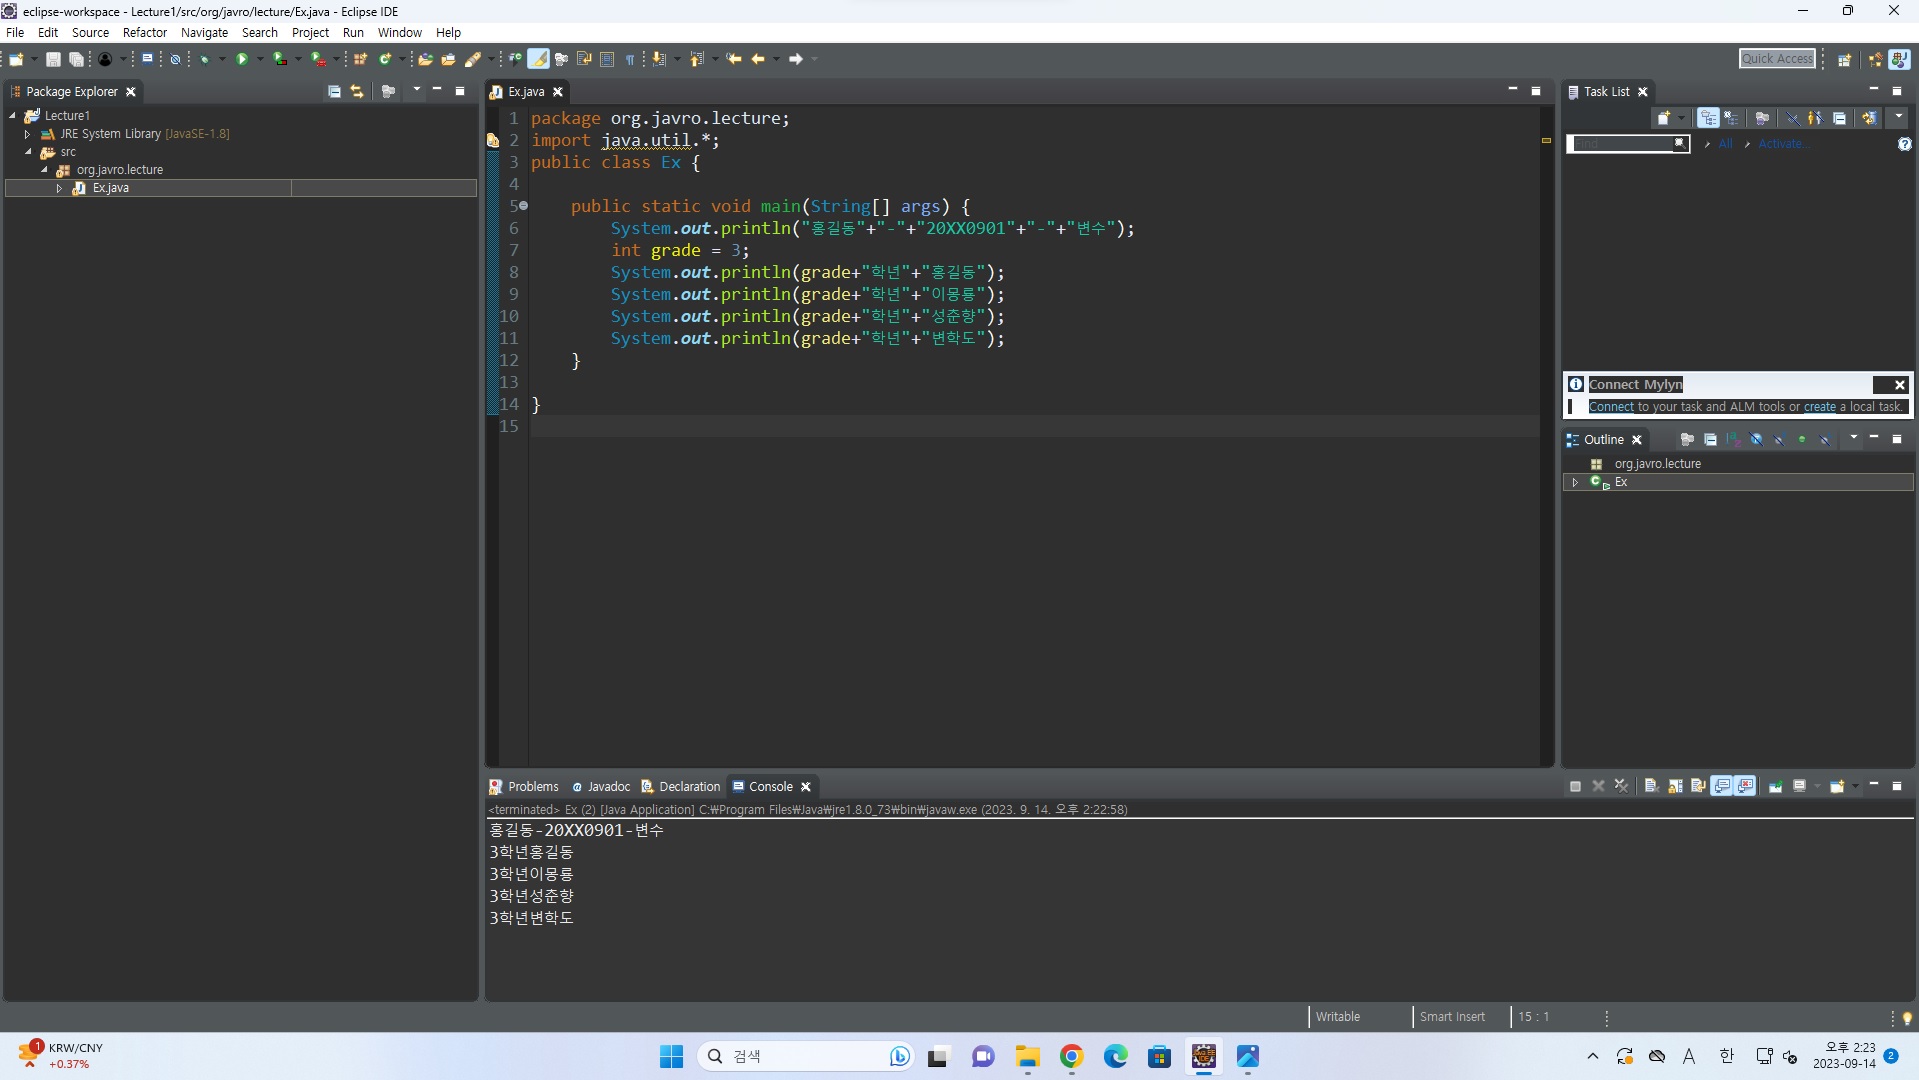 eclipse-workspace - Lecture1/src/org/javro/lecture/Ex.java - Eclipse IDE
File Edit Source Refactor Navigate Search Project Run Window Help
Quick Access
Package Explorer
Lecture1
JRE System Library [JavaSE-1.8]
src
org.javro.lecture
Ex.java
Ex.java
1 package org.javro.lecture;
2 import java.util.*;
3 public class Ex {
4
5 public static void main(String[] args) {
6 System.out.println("홍길동"+"-"+"20XX0901"+"-"+"변수");
7 int grade = 3;
8 System.out.println(grade+"학년"+"홍길동");
9 System.out.println(grade+"학년"+"이몽룡");
10 System.out.println(grade+"학년"+"성춘향");
11 System.out.println(grade+"학년"+"변학도");
12 }
13
14 }
15
Task List
Find All Activate...
Connect Mylyn
Connect to your task and ALM tools or create a local task.
Outline
org.javro.lecture
Ex
Problems Javadoc Declaration Console
<terminated> Ex (2) [Java Application] C:₩Program Files₩Java₩jre1.8.0_73₩bin₩javaw.exe (2023. 9. 14. 오후 2:22:58)
홍길동-20XX0901-변수
3학년홍길동
3학년이몽룡
3학년성춘향
3학년변학도
Writable Smart Insert 15 : 1
1 KRW/CNY
+0.37%
검색
A 한 오후 2:23
2023-09-14 2